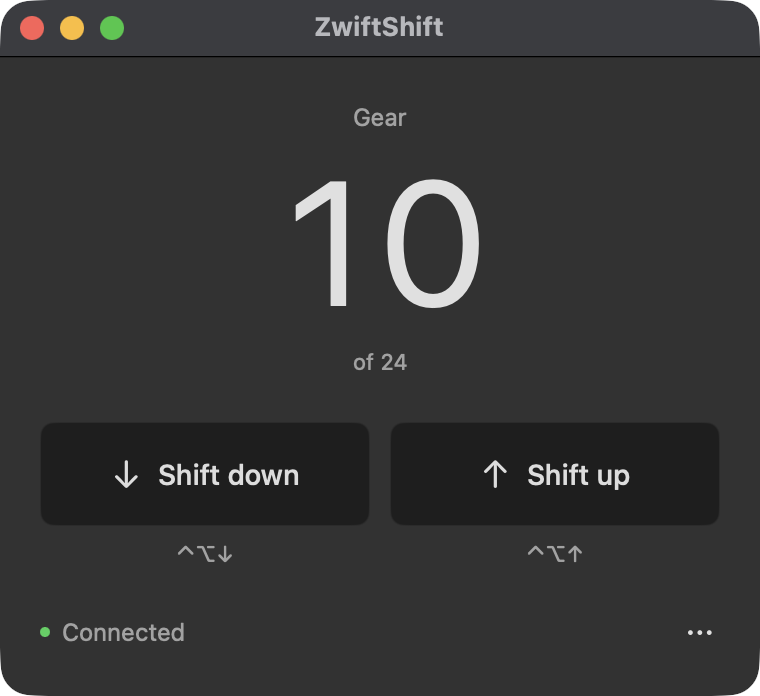 ZwiftShift
Gear
10
of 24
↓ Shift down
↑ Shift up
^⌥↓
^⌥↑
Connected
...